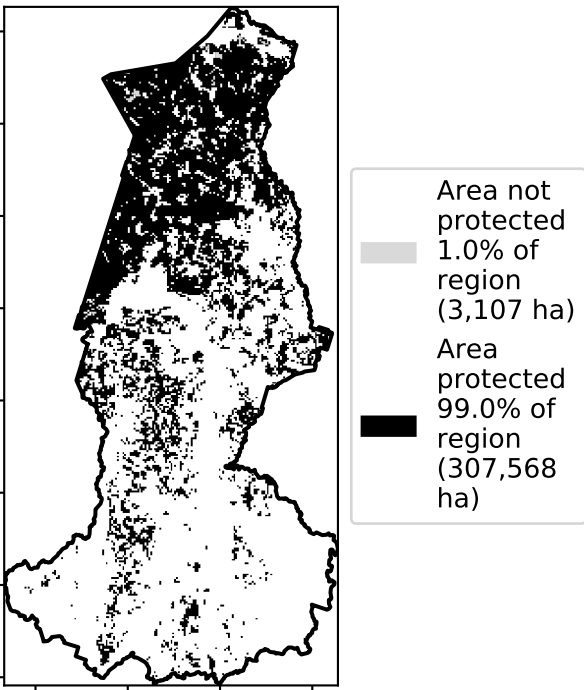 Area not
protected
1.0% of
region
(3,107 ha)
Area
protected
99.0% of
region
(307,568
ha)